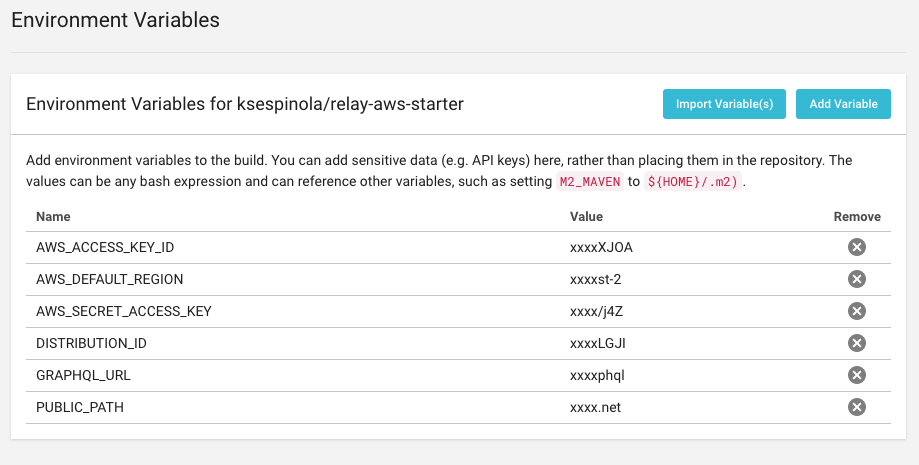 Environment Variables
Environment Variables for ksespinola/relay-aws-starter
Import Variable(s) Add Variable
Add environment variables to the build. You can add sensitive data (e.g. API keys) here, rather than placing them in the repository. The
values can be any bash expression and can reference other variables, such as setting M2_MAVEN to ${HOME}/.m2) .
Name Value Remove
AWS_ACCESS_KEY_ID xxxxXJOA
AWS_DEFAULT_REGION xxxxst-2
AWS_SECRET_ACCESS_KEY xxxx/j4Z
DISTRIBUTION_ID xxxxLGJI
GRAPHQL_URL xxxxphql
PUBLIC_PATH xxxx.net